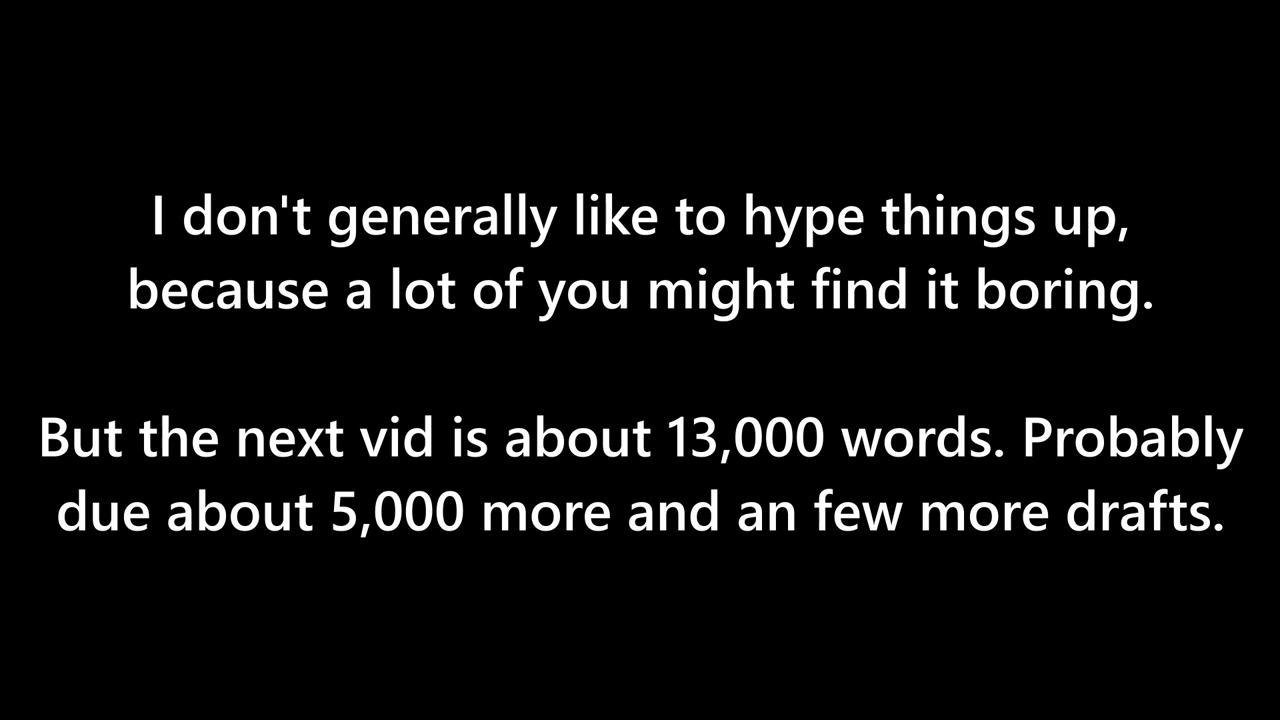 I don't generally like to hype things up,
because a lot of you might find it boring.
But the next vid is about 13,000 words. Probably
due about 5,000 more and an few more drafts.